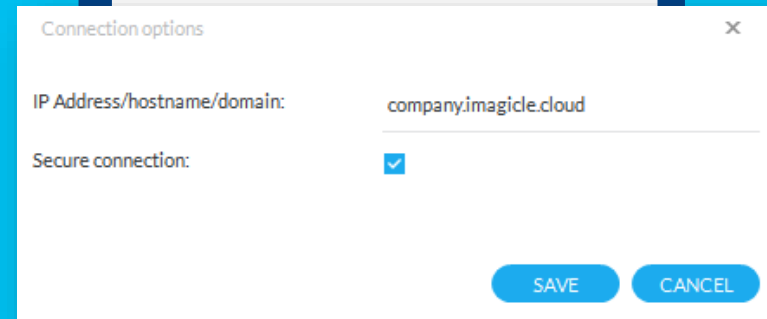 Connection options
IP Address/hostname/domain:
company.imagicle.cloud
Secure connection:
SAVE
CANCEL